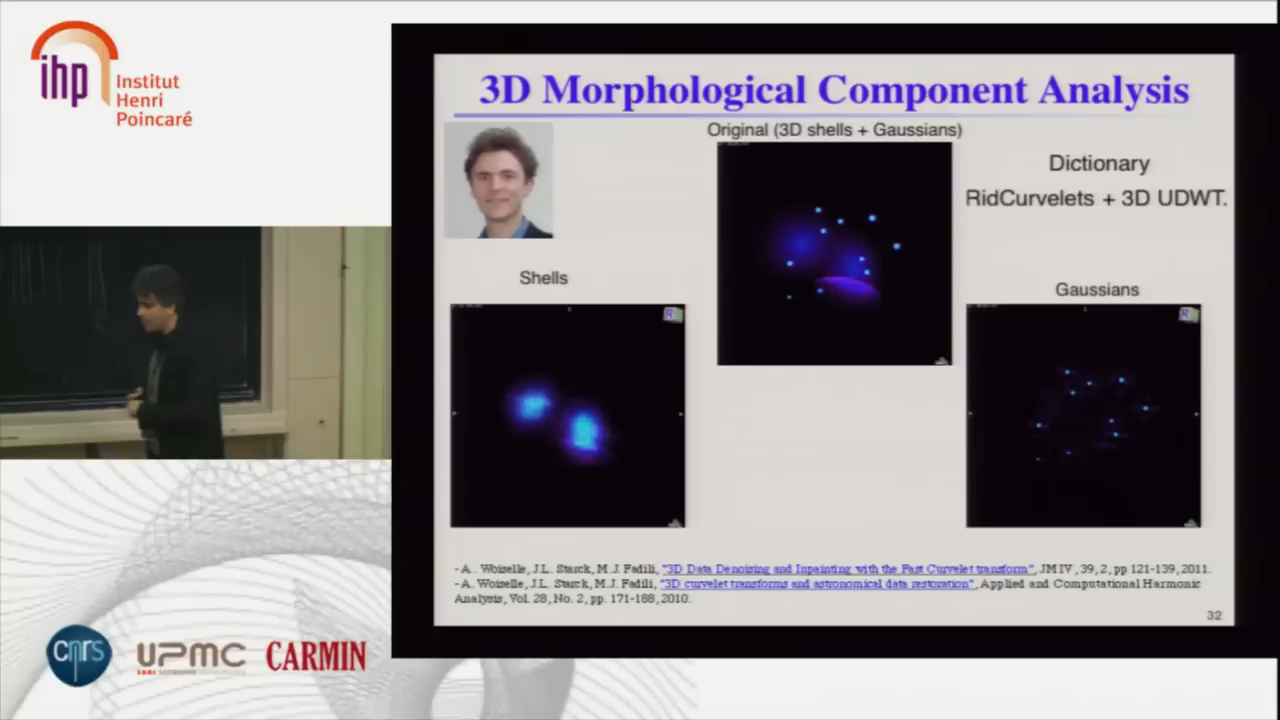 ihp
Institut
Henri
Poincaré
3D Morphological Component Analysis
Original (3D shells + Gaussians)
Dictionary
RidCurvelets + 3D UDWT.
Shells
Gaussians
- A. Woiselle, J.L. Starck, M.J. Fadili, "3D Data Denoising and Inpainting with the Fast Curvelet transform", JMIV, 39, 2, pp 121-139, 2011.
- A. Woiselle, J.L. Starck, M.J. Fadili, "3D curvelet transforms and astronomical data restoration", Applied and Computational Harmonic
Analysis, Vol. 28, No. 2, pp. 171-188, 2010.
32
cnrs
UPMC
CARMIN